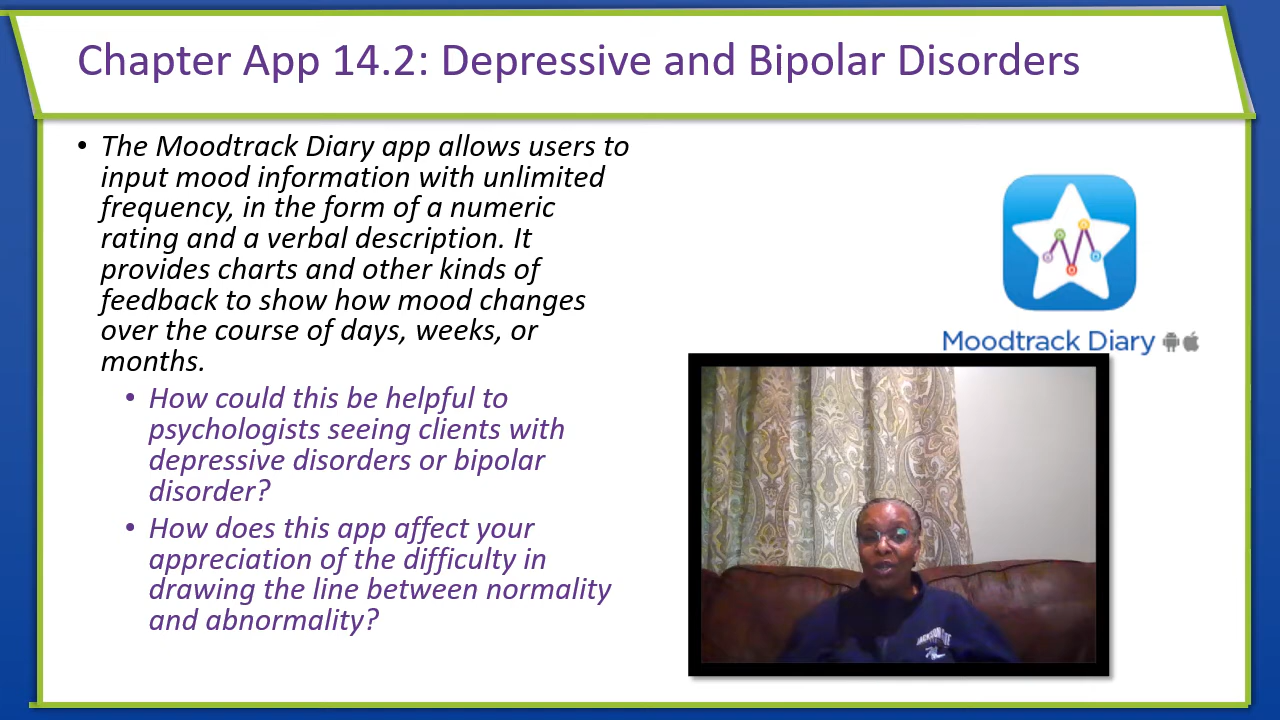 Chapter App 14.2: Depressive and Bipolar Disorders
• The Moodtrack Diary app allows users to
input mood information with unlimited
frequency, in the form of a numeric
rating and a verbal description. It
provides charts and other kinds of
feedback to show how mood changes
over the course of days, weeks, or
months.
• How could this be helpful to
psychologists seeing clients with
depressive disorders or bipolar
disorder?
• How does this app affect your
appreciation of the difficulty in
drawing the line between normality
and abnormality?
Moodtrack Diary